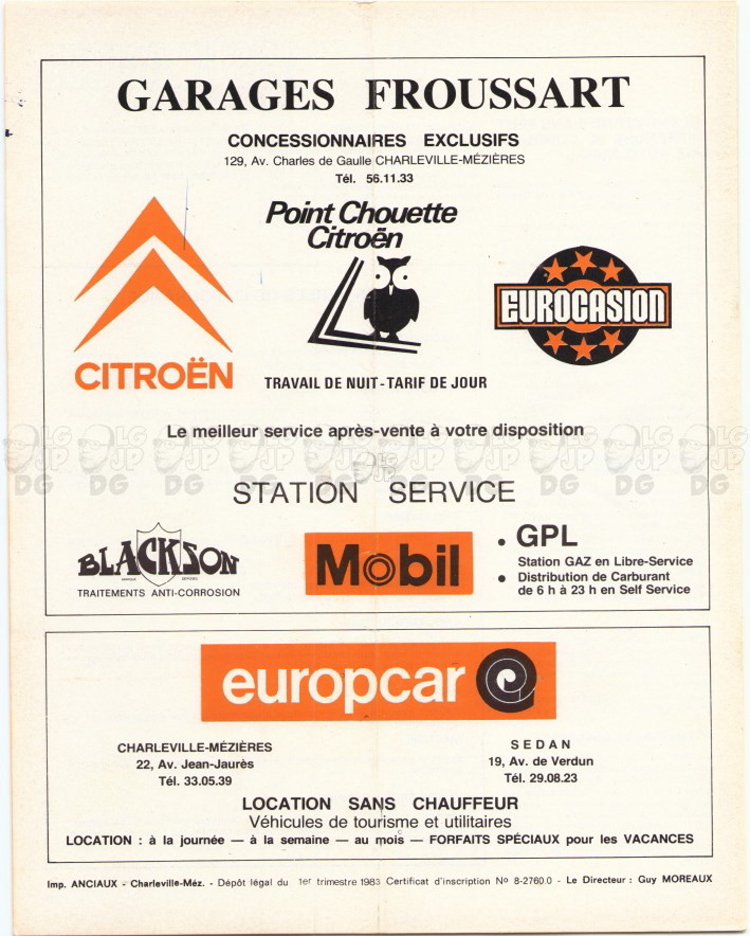 GARAGES FROUSSART
CONCESSIONNAIRES EXCLUSIFS
129, Av. Charles de Gaulle CHARLEVILLE-MÉZIÈRES
Tél. 56.11.33
Point Chouette
Citroën
CITROËN
EUROCASION
TRAVAIL DE NUIT - TARIF DE JOUR
Le meilleur service après-vente à votre disposition
LG JP DG
STATION SERVICE
BLACKSON
MARQUE DEPOSEE
TRAITEMENTS ANTI-CORROSION
Mobil
• GPL
Station GAZ en Libre-Service
• Distribution de Carburant
de 6 h à 23 h en Self Service
europcar
CHARLEVILLE-MÉZIÈRES
22, Av. Jean-Jaurès
Tél. 33.05.39
SEDAN
19, Av. de Verdun
Tél. 29.08.23
LOCATION SANS CHAUFFEUR
Véhicules de tourisme et utilitaires
LOCATION : à la journée — à la semaine — au mois — FORFAITS SPÉCIAUX pour les VACANCES
Imp. ANCIAUX - Charleville-Méz. - Dépôt légal du 1er trimestre 1983 Certificat d'inscription N° 8-2760.0 - Le Directeur : Guy MOREAUX